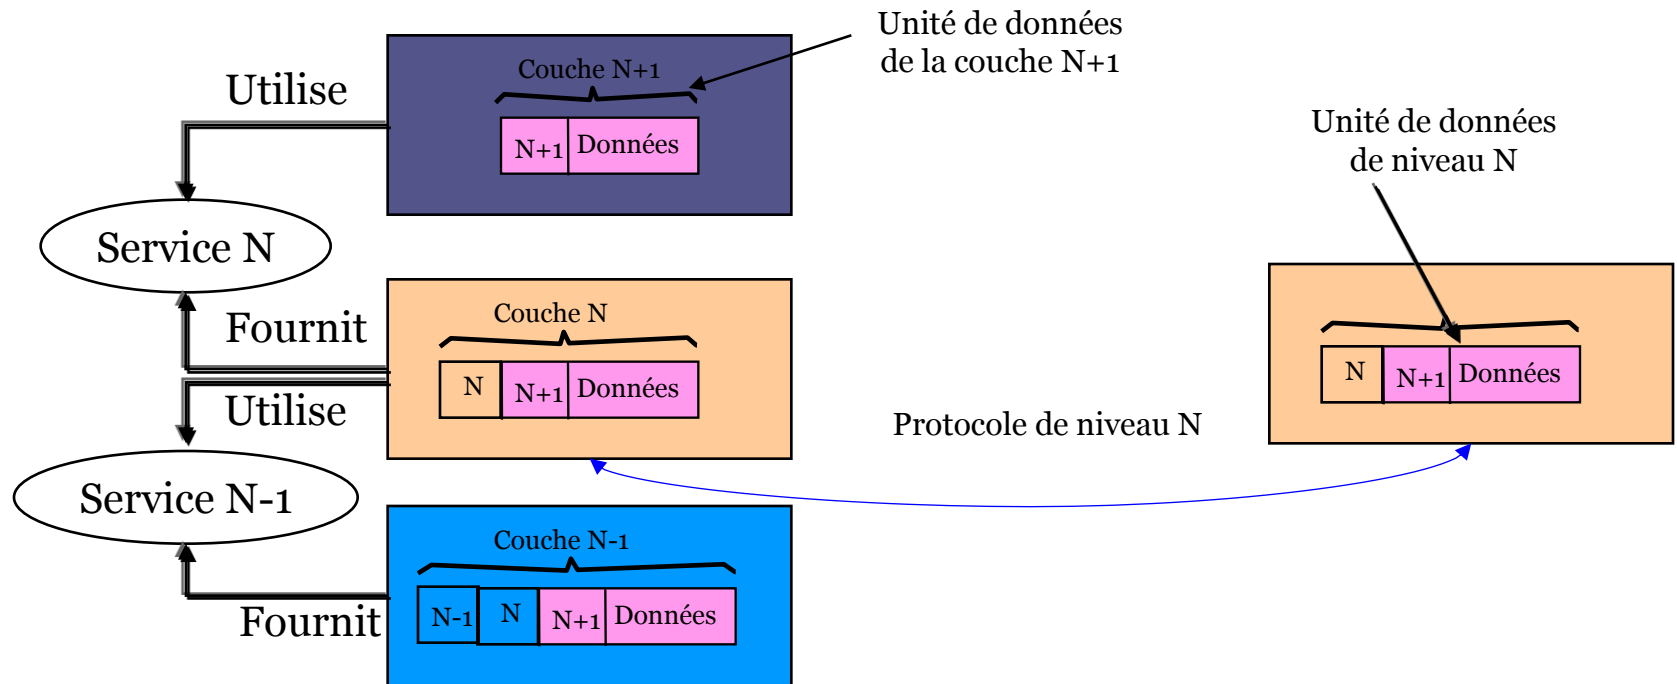 Unité de données
de la couche N+1
Couche N+1
Utilise
N+1 Données
Unité de données
de niveau N
Service N
Couche N
Fournit
N N+1 Données
N N+1 Données
Utilise
Protocole de niveau N
Service N-1
Couche N-1
N-1 N N+1 Données
Fournit